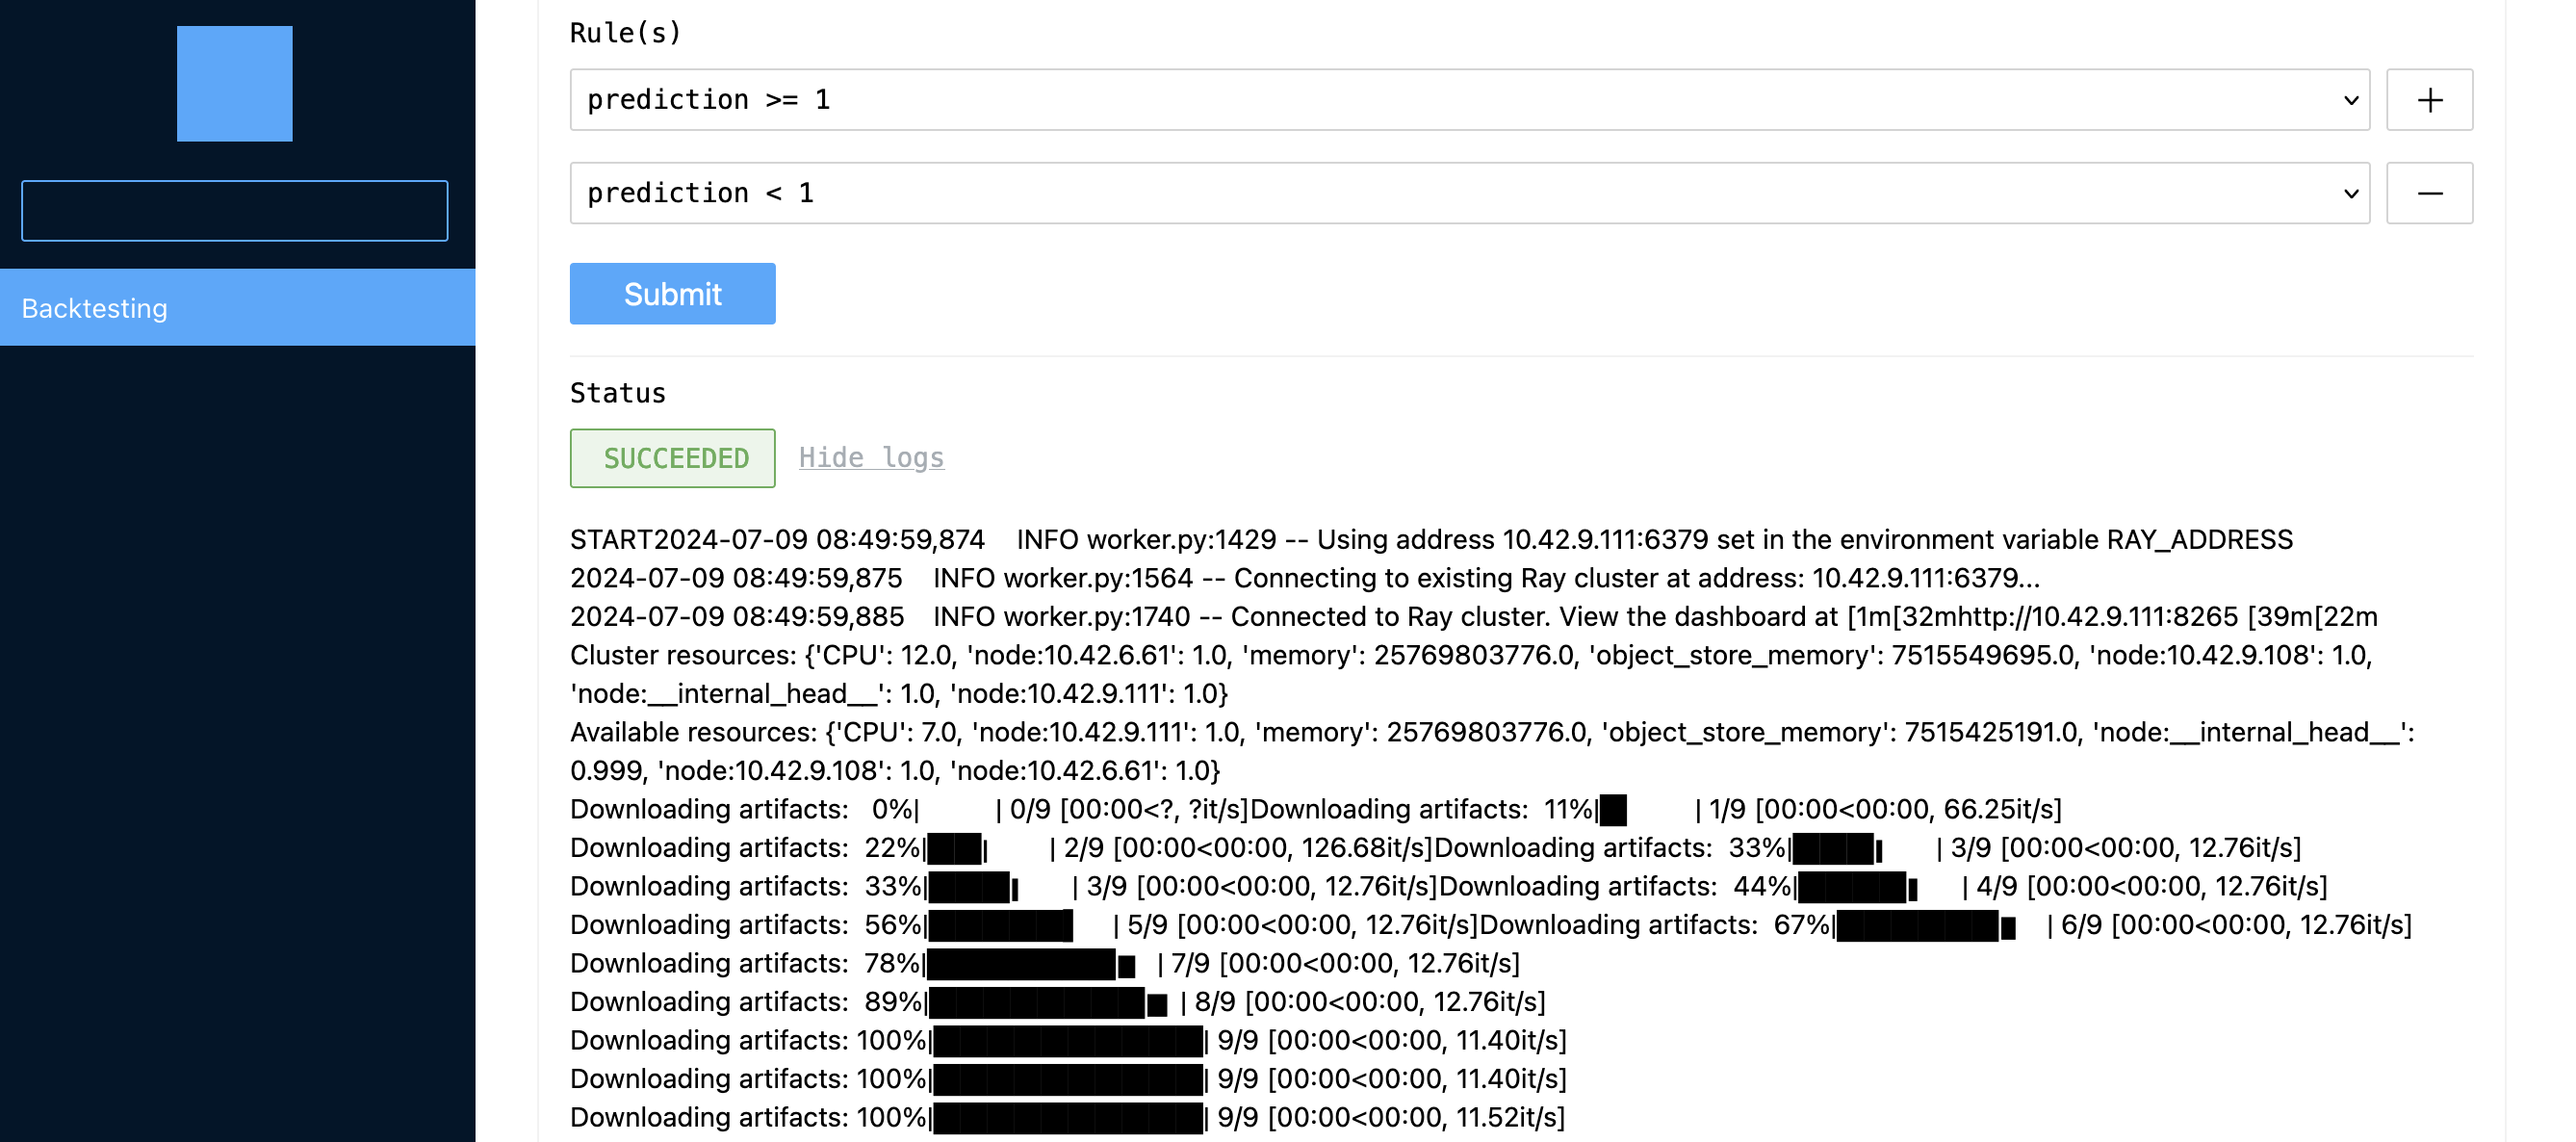 Rule(s)
prediction >= 1
prediction < 1
Submit
Backtesting
Status
SUCCEEDED Hide logs
START2024-07-09 08:49:59,874 INFO worker.py:1429 -- Using address 10.42.9.111:6379 set in the environment variable RAY_ADDRESS
2024-07-09 08:49:59,875 INFO worker.py:1564 -- Connecting to existing Ray cluster at address: 10.42.9.111:6379...
2024-07-09 08:49:59,885 INFO worker.py:1740 -- Connected to Ray cluster. View the dashboard at [1m[32mhttp://10.42.9.111:8265 [39m[22m
Cluster resources: {'CPU': 12.0, 'node:10.42.6.61': 1.0, 'memory': 25769803776.0, 'object_store_memory': 7515549695.0, 'node:10.42.9.108': 1.0,
'node:__internal_head__': 1.0, 'node:10.42.9.111': 1.0}
Available resources: {'CPU': 7.0, 'node:10.42.9.111': 1.0, 'memory': 25769803776.0, 'object_store_memory': 7515425191.0, 'node:__internal_head__':
0.999, 'node:10.42.9.108': 1.0, 'node:10.42.6.61': 1.0}
Downloading artifacts: 0%| | 0/9 [00:00<?, ?it/s]Downloading artifacts: 11%|█ | 1/9 [00:00<00:00, 66.25it/s]
Downloading artifacts: 22%|██▏ | 2/9 [00:00<00:00, 126.68it/s]Downloading artifacts: 33%|███▎ | 3/9 [00:00<00:00, 12.76it/s]
Downloading artifacts: 33%|███▎ | 3/9 [00:00<00:00, 12.76it/s]Downloading artifacts: 44%|████▍ | 4/9 [00:00<00:00, 12.76it/s]
Downloading artifacts: 56%|█████▌ | 5/9 [00:00<00:00, 12.76it/s]Downloading artifacts: 67%|██████▋ | 6/9 [00:00<00:00, 12.76it/s]
Downloading artifacts: 78%|███████▊ | 7/9 [00:00<00:00, 12.76it/s]
Downloading artifacts: 89%|████████▉ | 8/9 [00:00<00:00, 12.76it/s]
Downloading artifacts: 100%|██████████| 9/9 [00:00<00:00, 11.40it/s]
Downloading artifacts: 100%|██████████| 9/9 [00:00<00:00, 11.40it/s]
Downloading artifacts: 100%|██████████| 9/9 [00:00<00:00, 11.52it/s]